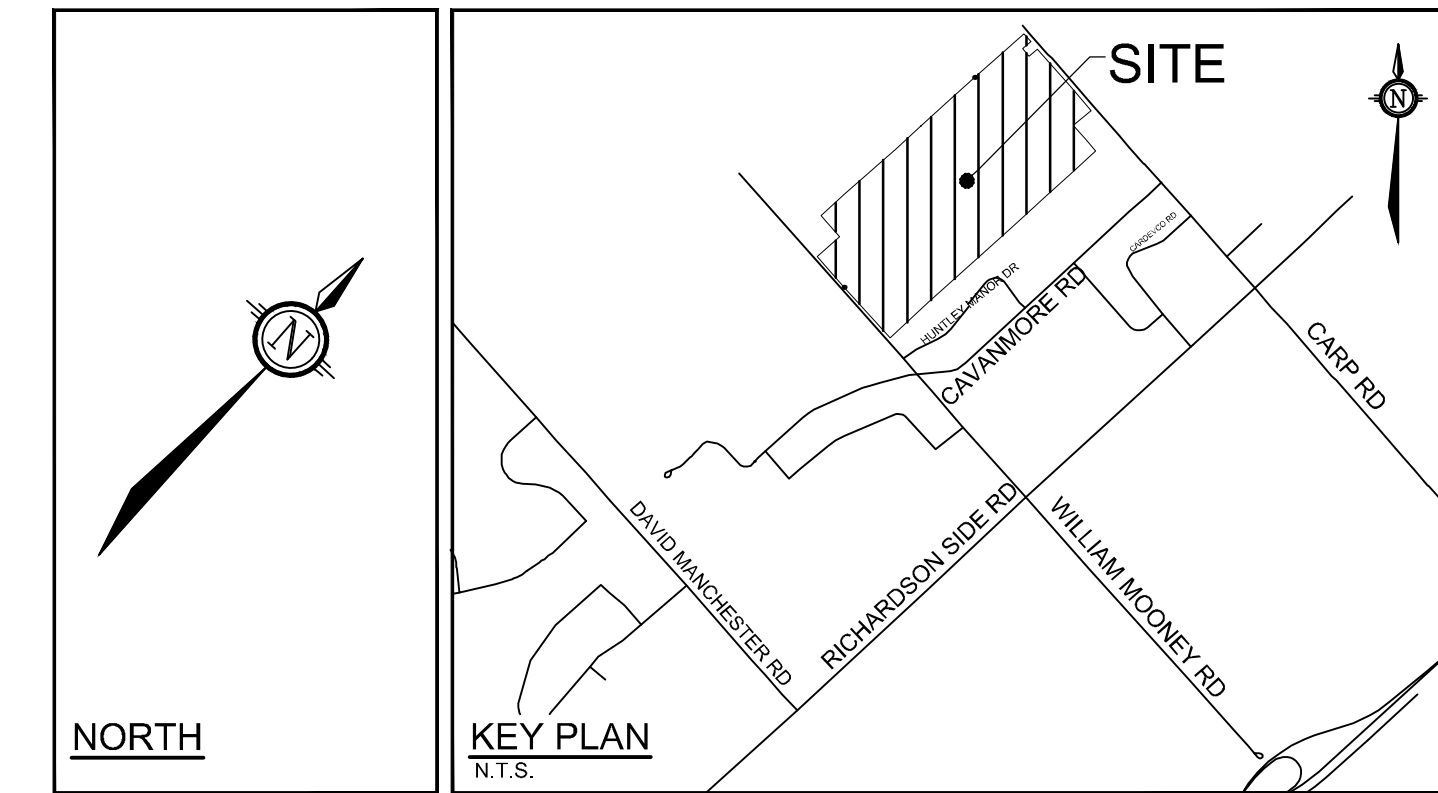 N
NORTH
SITE
N
CARDEVCO RD
HUNTLEY MANOR DR
CAVANMORE RD
CARP RD
DAVID MANCHESTER RD
RICHARDSON SIDE RD
WILLIAM MOONEY RD
KEY PLAN
N.T.S.